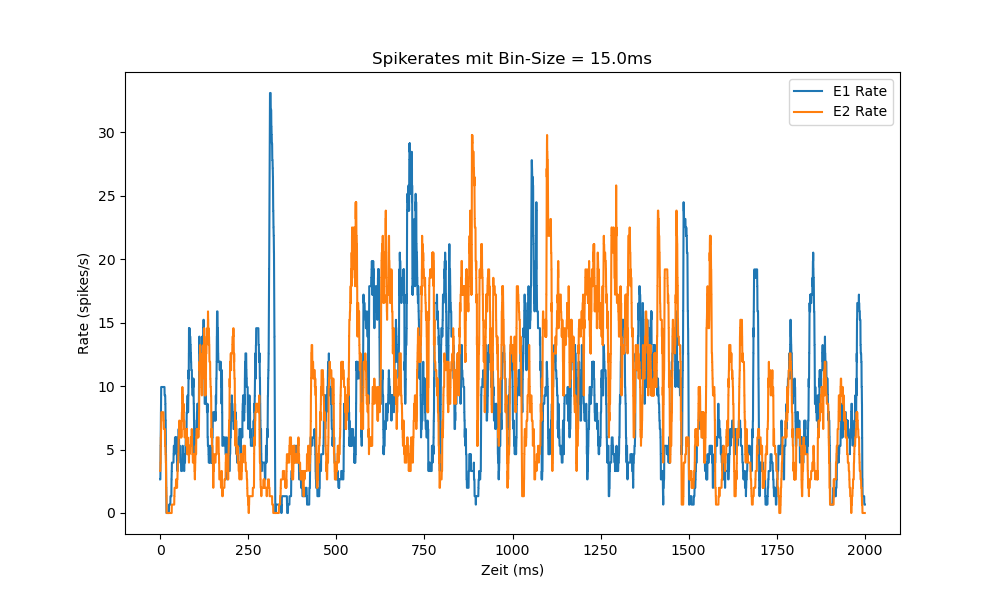 Spikerates mit Bin-Size = 15.0ms
E1 Rate
E2 Rate
Rate (spikes/s)
30
25
20
15
10
5
0
0 250 500 750 1000 1250 1500 1750 2000
Zeit (ms)